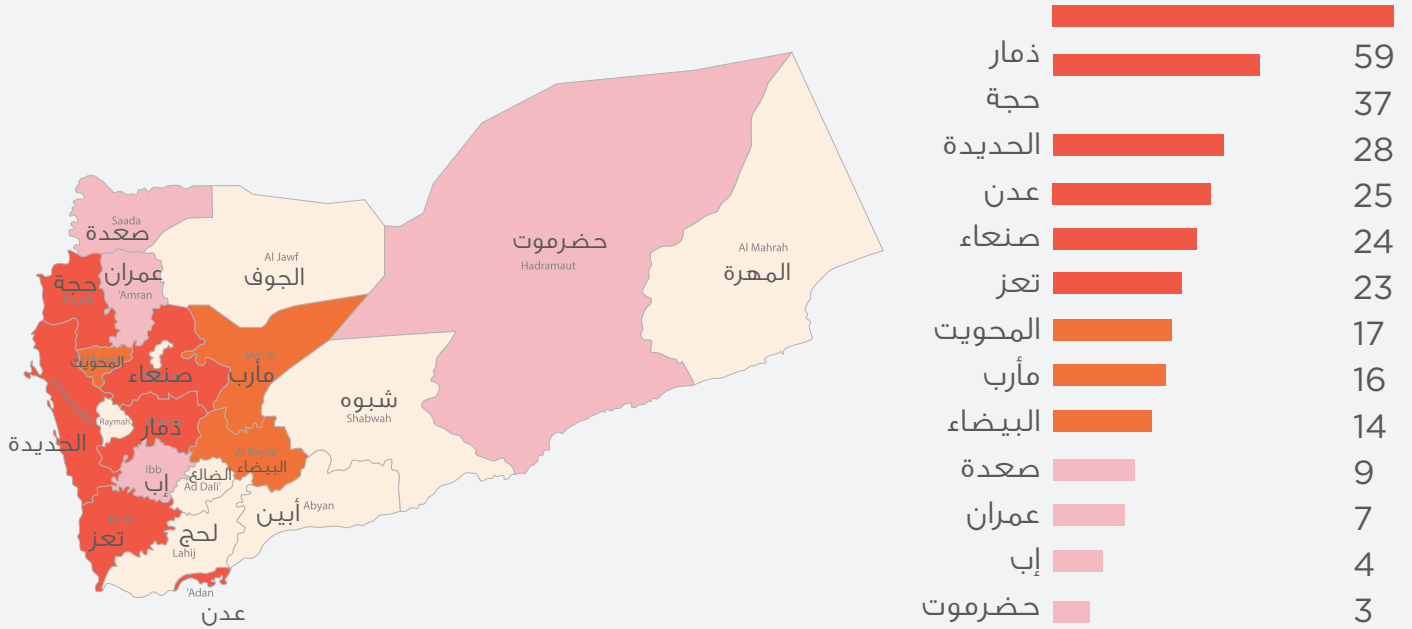 Saada
صعدة
Al Jawf
الجوف
حضرموت
Hadramaut
Al Mahrah
المهرة
عمران
'Amran
حجة
Hajjah
المحويت
صنعاء
Ma'rib
مأرب
شبوه
Shabwah
Raymah
ذمار
الحديدة
Ibb
إب
الضالع
Ad Dali'
Al Bayda'
البيضاء
أبين
Abyan
تعز
لحج
Lahij
'Adan
عدن
ذمار 59
حجة 37
الحديدة 28
عدن 25
صنعاء 24
تعز 23
المحويت 17
مأرب 16
البيضاء 14
صعدة 9
عمران 7
إب 4
حضرموت 3